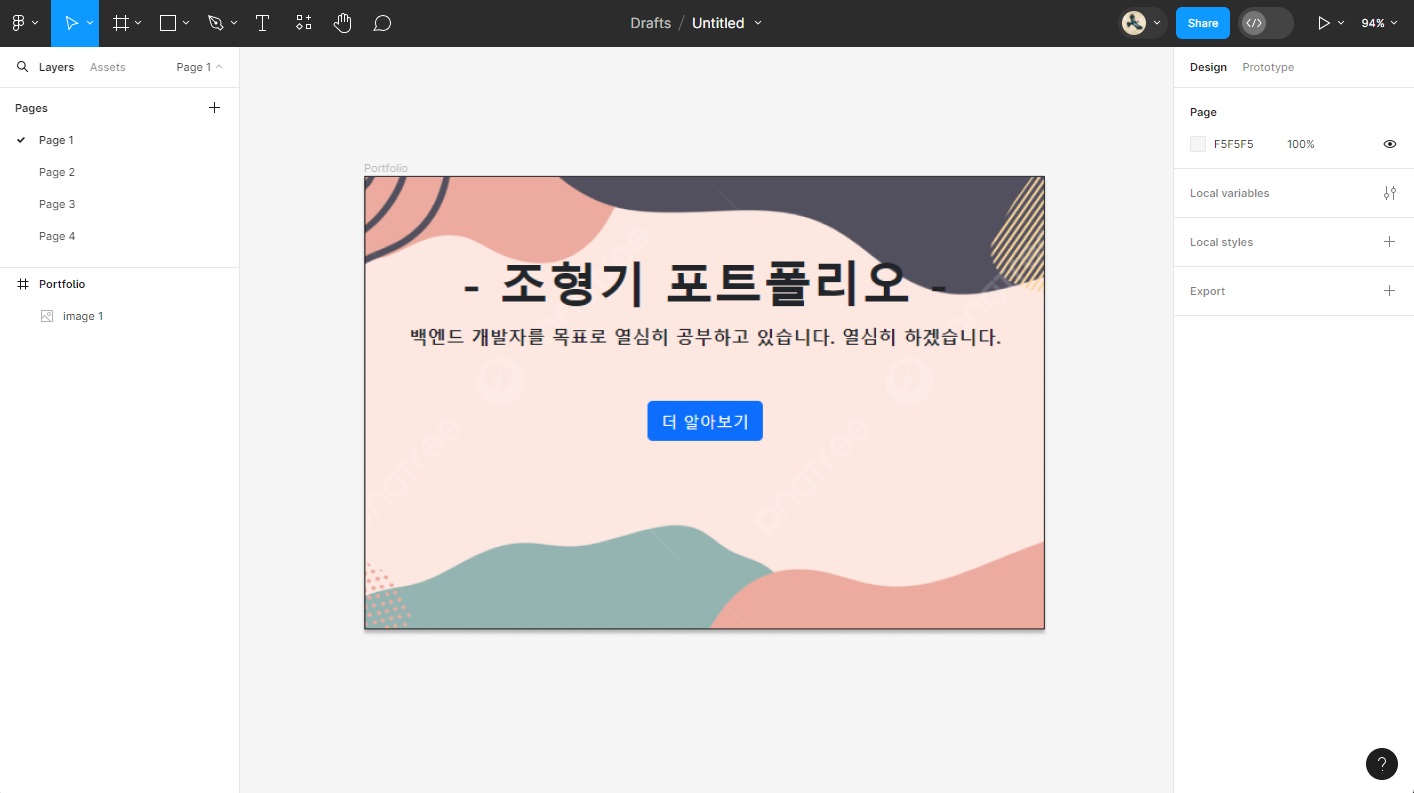 Drafts / Untitled
Share
94%
Layers Assets Page 1
Pages
Page 1
Page 2
Page 3
Page 4
Portfolio
image 1
Portfolio
- 조형기 포트폴리오 -
백엔드 개발자를 목표로 열심히 공부하고 있습니다. 열심히 하겠습니다.
더 알아보기
pngtree
pngtree
Design Prototype
Page
F5F5F5 100%
Local variables
Local styles
Export
?